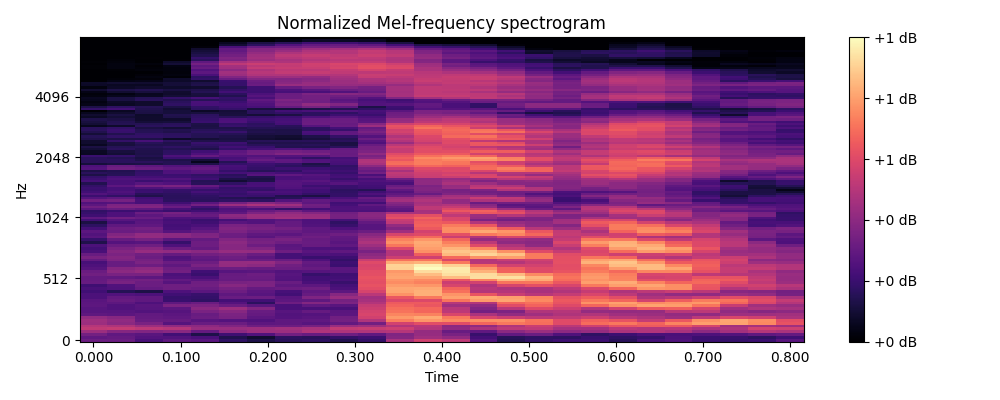 Normalized Mel-frequency spectrogram
Hz
4096
2048
1024
512
0
0.000 0.100 0.200 0.300 0.400 0.500 0.600 0.700 0.800
Time
+1 dB
+1 dB
+1 dB
+0 dB
+0 dB
+0 dB